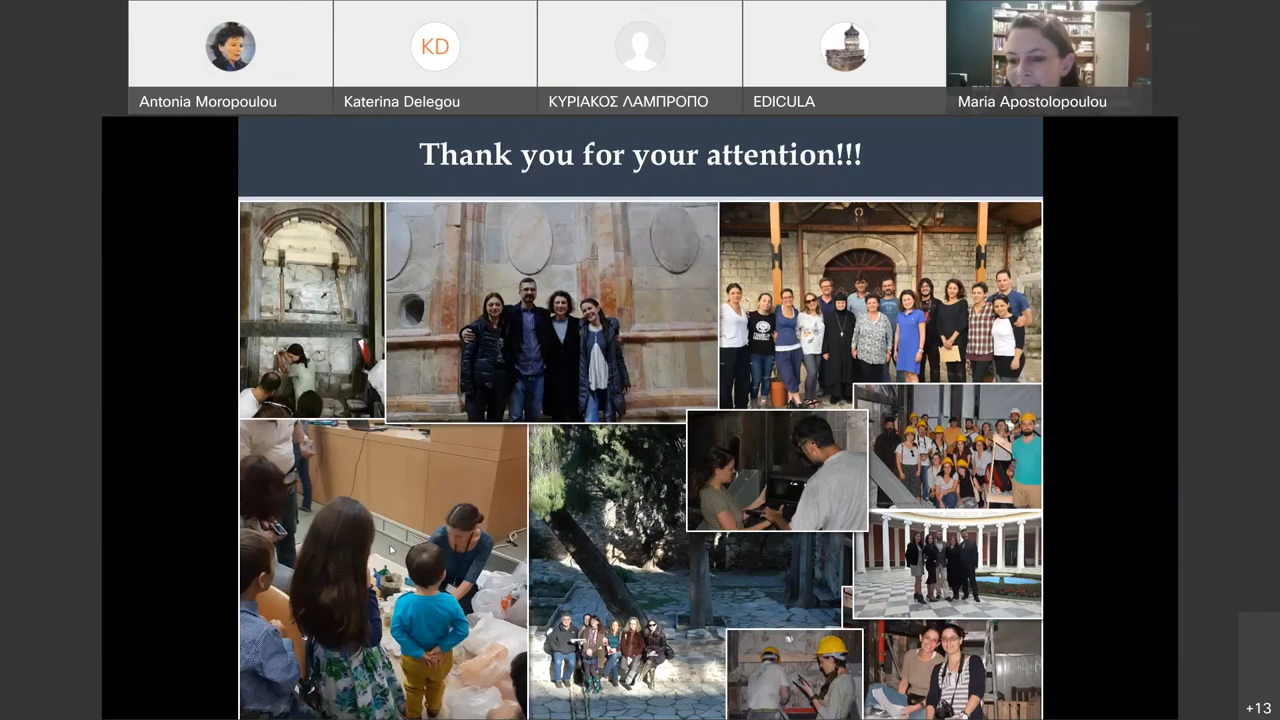 KD
Antonia Moropoulou
Katerina Delegou
ΚΥΡΙΑΚΟΣ ΛΑΜΠΡΟΠΟ
EDICULA
Maria Apostolopoulou
Thank you for your attention!!!
+13